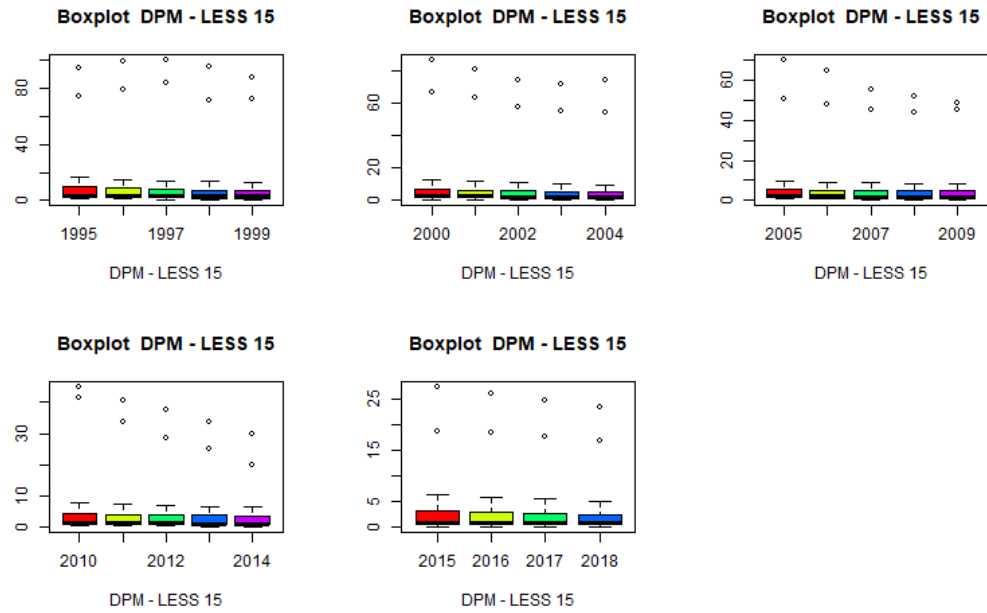 Boxplot DPM - LESS 15
80
40
0
1995 1997 1999
DPM - LESS 15
Boxplot DPM - LESS 15
60
20
0
2000 2002 2004
DPM - LESS 15
Boxplot DPM - LESS 15
60
40
20
0
2005 2007 2009
DPM - LESS 15
Boxplot DPM - LESS 15
30
10
0
2010 2012 2014
DPM - LESS 15
Boxplot DPM - LESS 15
25
15
5
0
2015 2016 2017 2018
DPM - LESS 15